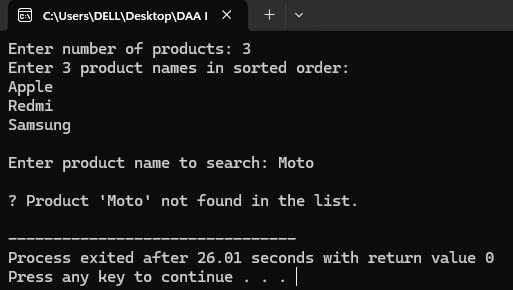 C:\Users\DELL\Desktop\DAA l
Enter number of products: 3
Enter 3 product names in sorted order:
Apple
Redmi
Samsung
Enter product name to search: Moto
? Product 'Moto' not found in the list.
--------------------------------
Process exited after 26.01 seconds with return value 0
Press any key to continue . . .